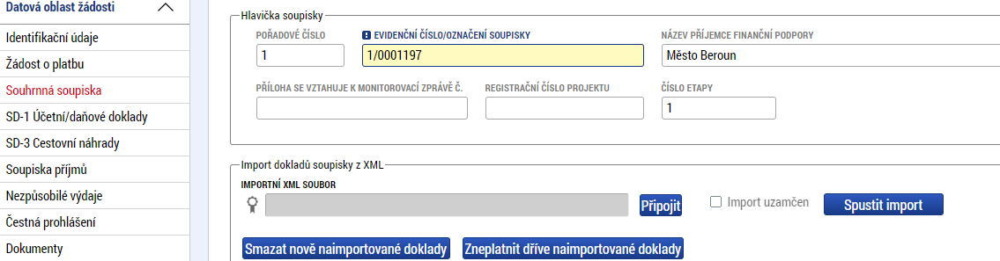 Datová oblast žádosti
Identifikační údaje
Žádost o platbu
Souhrnná soupiska
SD-1 Účetní/daňové doklady
SD-3 Cestovní náhrady
Soupiska příjmů
Nezpůsobilé výdaje
Čestná prohlášení
Dokumenty
Hlavička soupisky
POŘADOVÉ ČÍSLO
EVIDENČNÍ ČÍSLO/OZNAČENÍ SOUPISKY
NÁZEV PŘÍJEMCE FINANČNÍ PODPORY
1
1/0001197
Město Beroun
PŘÍLOHA SE VZTAHUJE K MONITOROVACÍ ZPRÁVĚ Č.
REGISTRAČNÍ ČÍSLO PROJEKTU
ČÍSLO ETAPY
1
Import dokladů soupisky z XML
IMPORTNÍ XML SOUBOR
Připojit
Import uzamčen
Spustit import
Smazat nově naimportované doklady
Zneplatnit dříve naimportované doklady